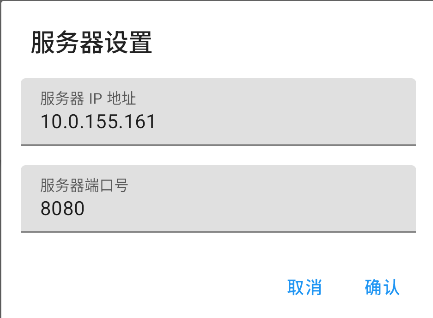 服务器设置
服务器 IP 地址
10.0.155.161
服务器端口号
8080
取消 确认